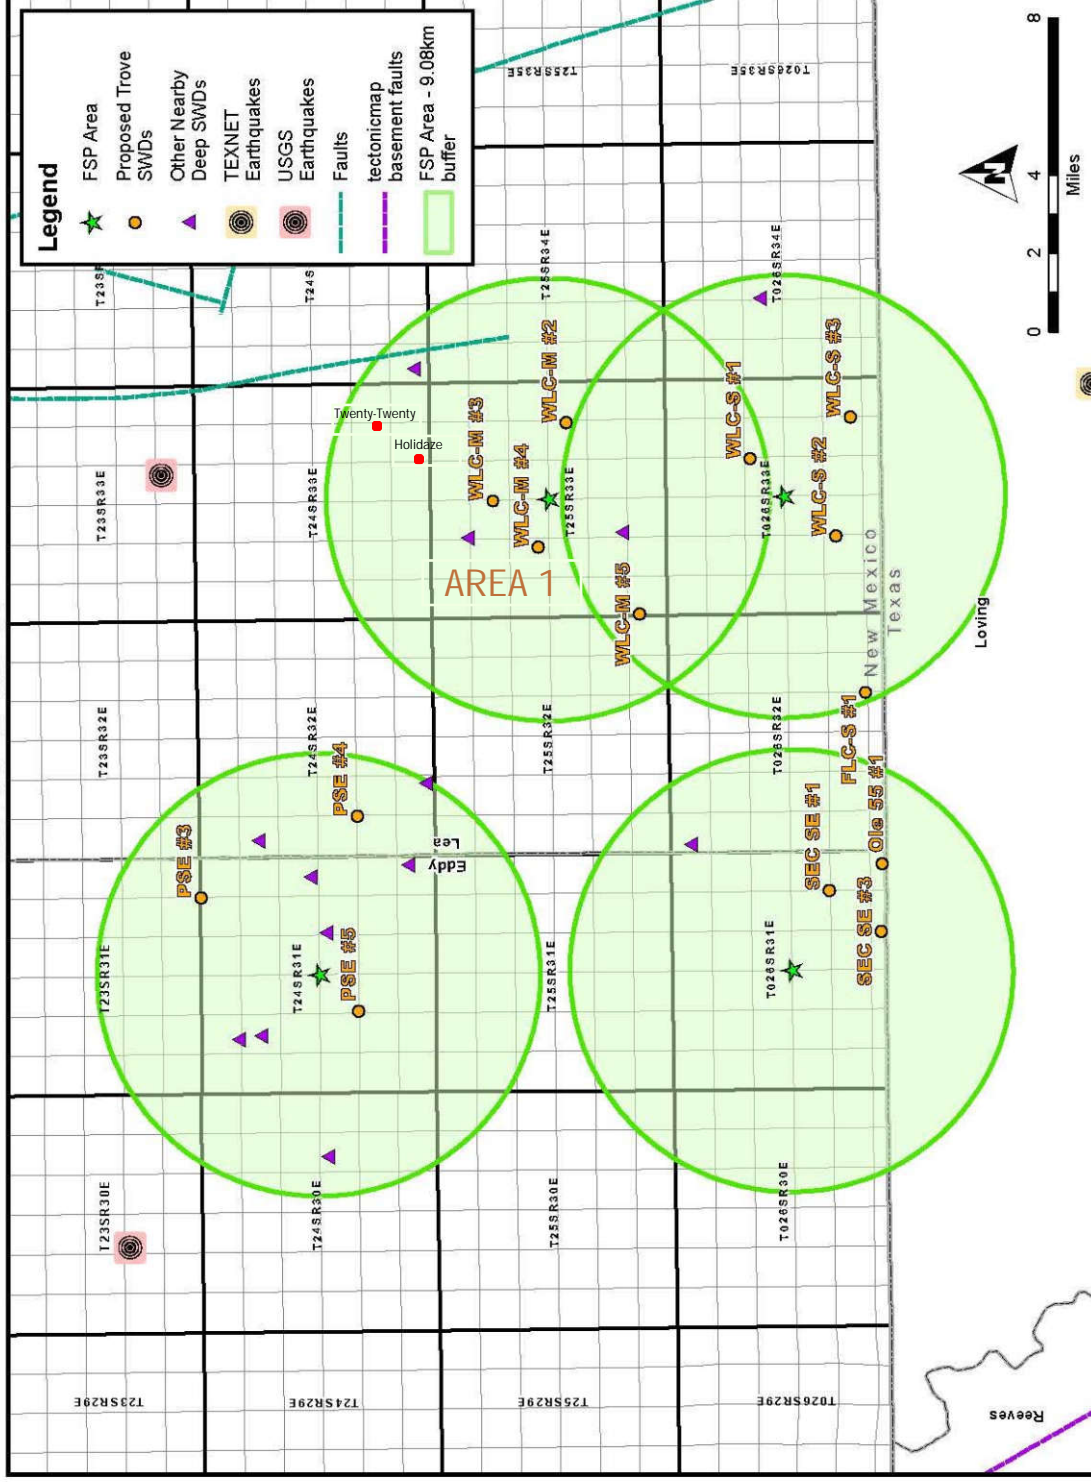 Legend
FSP Area
Proposed Trove
SWDs
Other Nearby
Deep SWDs
TEXNET
Earthquakes
USGS
Earthquakes
Faults
tectonicmap
basement faults
FSP Area - 9.08km
buffer
T23SR29E
T23SR30E
T23SR31E
T23SR32E
T23SR33E
T23SR
T24SR29E
T24SR30E
T24SR31E
T24SR32E
T24SR33E
T24S
T25SR29E
T25SR30E
T25SR31E
T25SR32E
T25SR33E
T25SR34E
T25SR35E
T026SR29E
T026SR30E
T026SR31E
T026SR32E
T026SR33E
T026SR34E
T026SR35E
PSE #3
PSE #4
PSE #5
Eddy
Lea
Twenty-Twenty
Holidaze
WLC-M #3
WLC-M #4
WLC-M #2
WLC-M #5
AREA 1
WLC-S #1
WLC-S #2
WLC-S #3
SEC SE #1
SEC SE #3
FLC-S #1
Ole 55 #1
New Mexico
Texas
Loving
Reeves
N
0 2 4 8
Miles